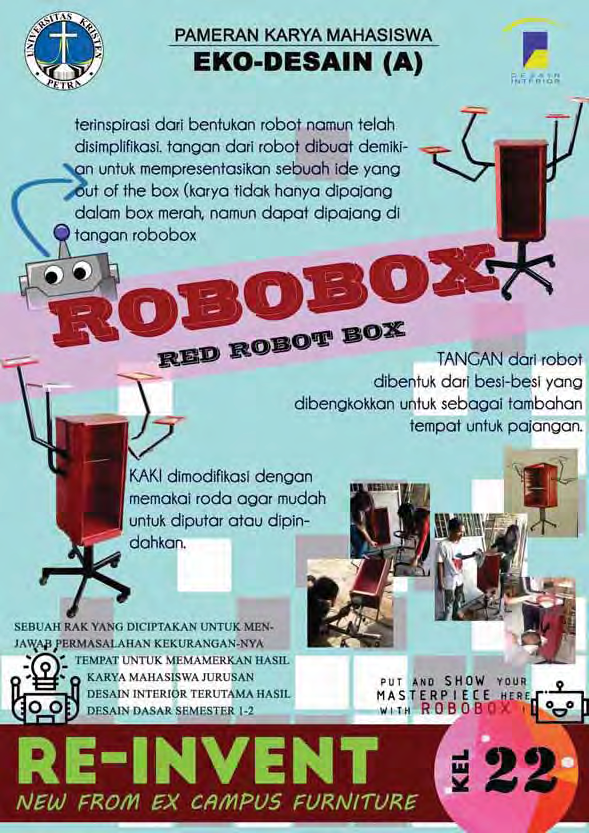 UNIVERSITAS KRISTEN
PETRA
PAMERAN KARYA MAHASISWA
EKO-DESAIN (A)
DESAIN
INTERIOR
terinspirasi dari bentukan robot namun telah
disimplifikasi. tangan dari robot dibuat demiki-
an untuk mempresentasikan sebuah ide yang
out of the box (karya tidak hanya dipajang
dalam box merah, namun dapat dipajang di
tangan robobox
ROBOBOX
RED ROBOT BOX
TANGAN dari robot
dibentuk dari besi-besi yang
dibengkokkan untuk sebagai tambahan
tempat untuk pajangan.
KAKI dimodifikasi dengan
memakai roda agar mudah
untuk diputar atau dipin-
dahkan.
SEBUAH RAK YANG DICIPTAKAN UNTUK MEN-
JAWAB PERMASALAHAN KEKURANGAN-NYA
TEMPAT UNTUK MEMAMERKAN HASIL
KARYA MAHASISWA JURUSAN
DESAIN INTERIOR TERUTAMA HASIL
DESAIN DASAR SEMESTER 1-2
PUT AND SHOW YOUR
MASTERPIECE HERE
WITH ROBOBOX !
RE-INVENT
NEW FROM EX CAMPUS FURNITURE
KEL 22